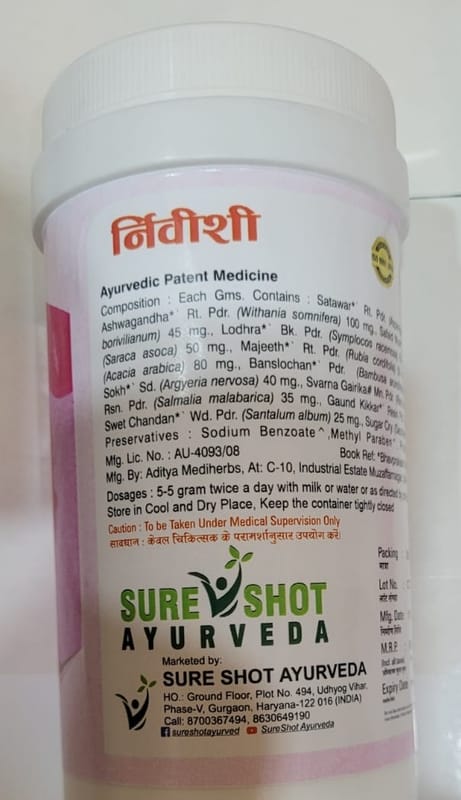 र्निवीशी
Ayurvedic Patent Medicine
Composition : Each Gms. Contains : Satawar* Rt. Pdr.
Ashwagandha* Rt. Pdr. (Withania somnifera) 100 mg., Safed
borivilianum) 45 mg., Lodhra* Bk. Pdr. (Symplocos racemosa)
(Saraca asoca) 50 mg., Majeeth* Rt. Pdr. (Rubia cordifolia)
(Acacia arabica) 80 mg., Banslochan* Pdr. (Bambusa
Sokh* Sd. (Argyeria nervosa) 40 mg., Svarna Gairika# Min. Pdr.
Rsn. Pdr. (Salmalia malabarica) 35 mg., Gaund Kikkar*
Swet Chandan* Wd. Pdr. (Santalum album) 25 mg., Sugar Cry
Preservatives : Sodium Benzoate^,Methyl Paraben^
Mfg. Lic. No. : AU-4093/08 Book Ref:
Mfg. By: Aditya Mediherbs, At: C-10, Industrial Estate Muzaffarnagar
Dosages : 5-5 gram twice a day with milk or water or as directed
Store in Cool and Dry Place, Keep the container tightly closed
Caution : To be Taken Under Medical Supervision Only
सावधान : केवल चिकित्सक के परामर्शानुसार उपयोग करें।
Packing
मात्रा
Lot No.
Mfg. Date
M.R.P.
Expiry Date
SURE SHOT
AYURVEDA
Marketed by:
SURE SHOT AYURVEDA
HO.: Ground Floor, Plot No. 494, Udhyog Vihar,
Phase-V, Gurgaon, Haryana-122 016 (INDIA)
Call: 8700367494, 8630649190
sureshotayurved SureShot Ayurveda